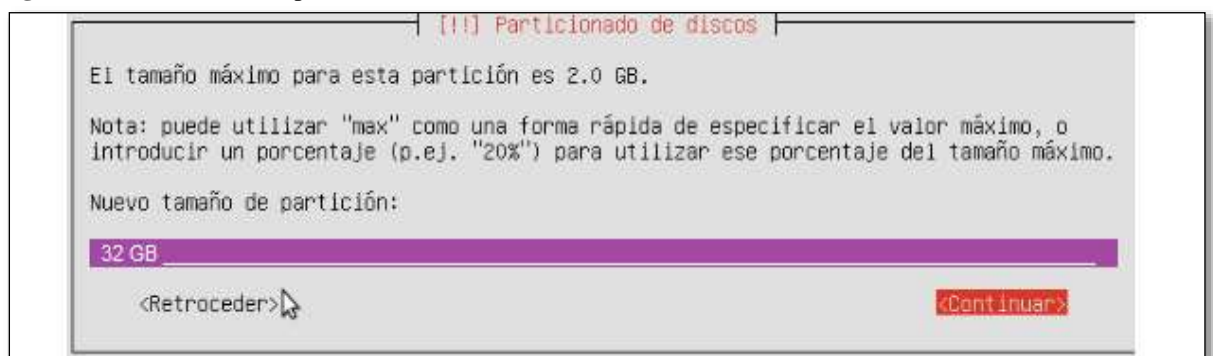 [!!] Particionado de discos
El tamaño máximo para esta partición es 2.0 GB.
Nota: puede utilizar "max" como una forma rápida de especificar el valor máximo, o
introducir un porcentaje (p.ej. "20%") para utilizar ese porcentaje del tamaño máximo.
Nuevo tamaño de partición:
32 GB
<Retroceder> <Continuar>